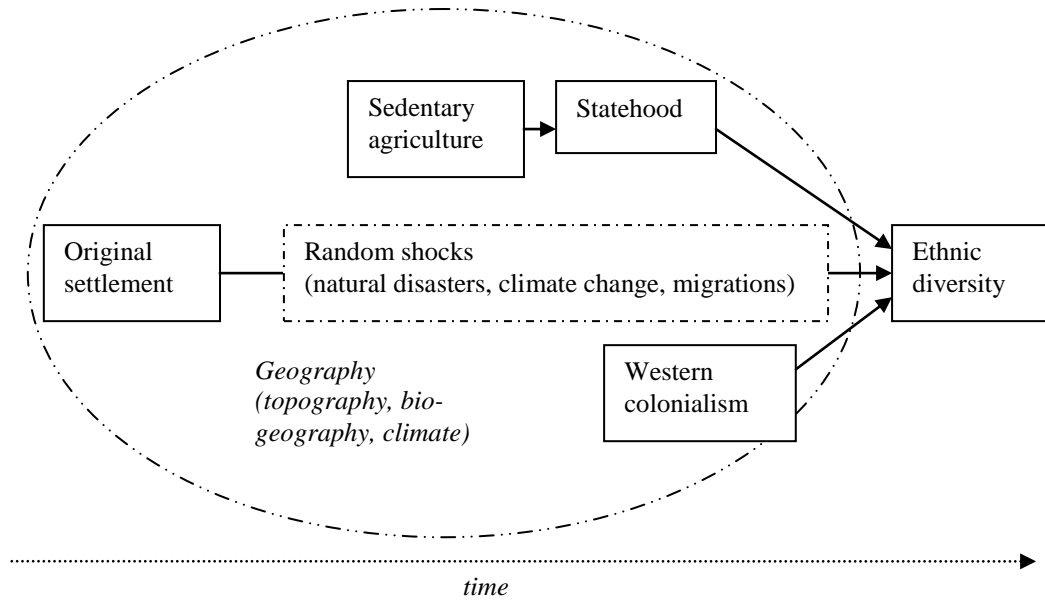 Sedentary
agriculture
Statehood
Original
settlement
Random shocks
(natural disasters, climate change, migrations)
Ethnic
diversity
Geography
(topography, bio-
geography, climate)
Western
colonialism
time